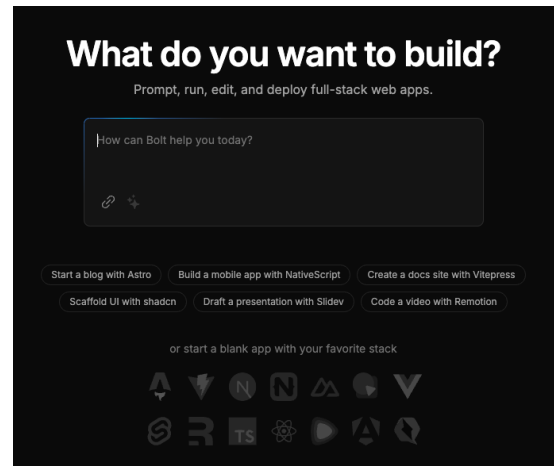 What do you want to build?
Prompt, run, edit, and deploy full-stack web apps.
How can Bolt help you today?
Start a blog with Astro
Build a mobile app with NativeScript
Create a docs site with Vitepress
Scaffold UI with shadcn
Draft a presentation with Slidev
Code a video with Remotion
or start a blank app with your favorite stack
TS